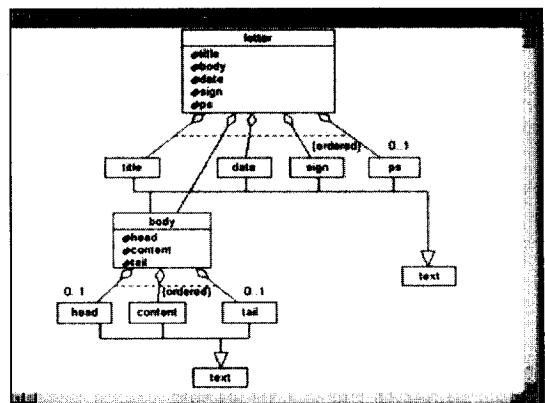 letter
title
body
date
sign
ps
{ordered} 0..1
title date sign ps
body
head
content
tail
text
0..1 {ordered} 0..1
head content tail
text